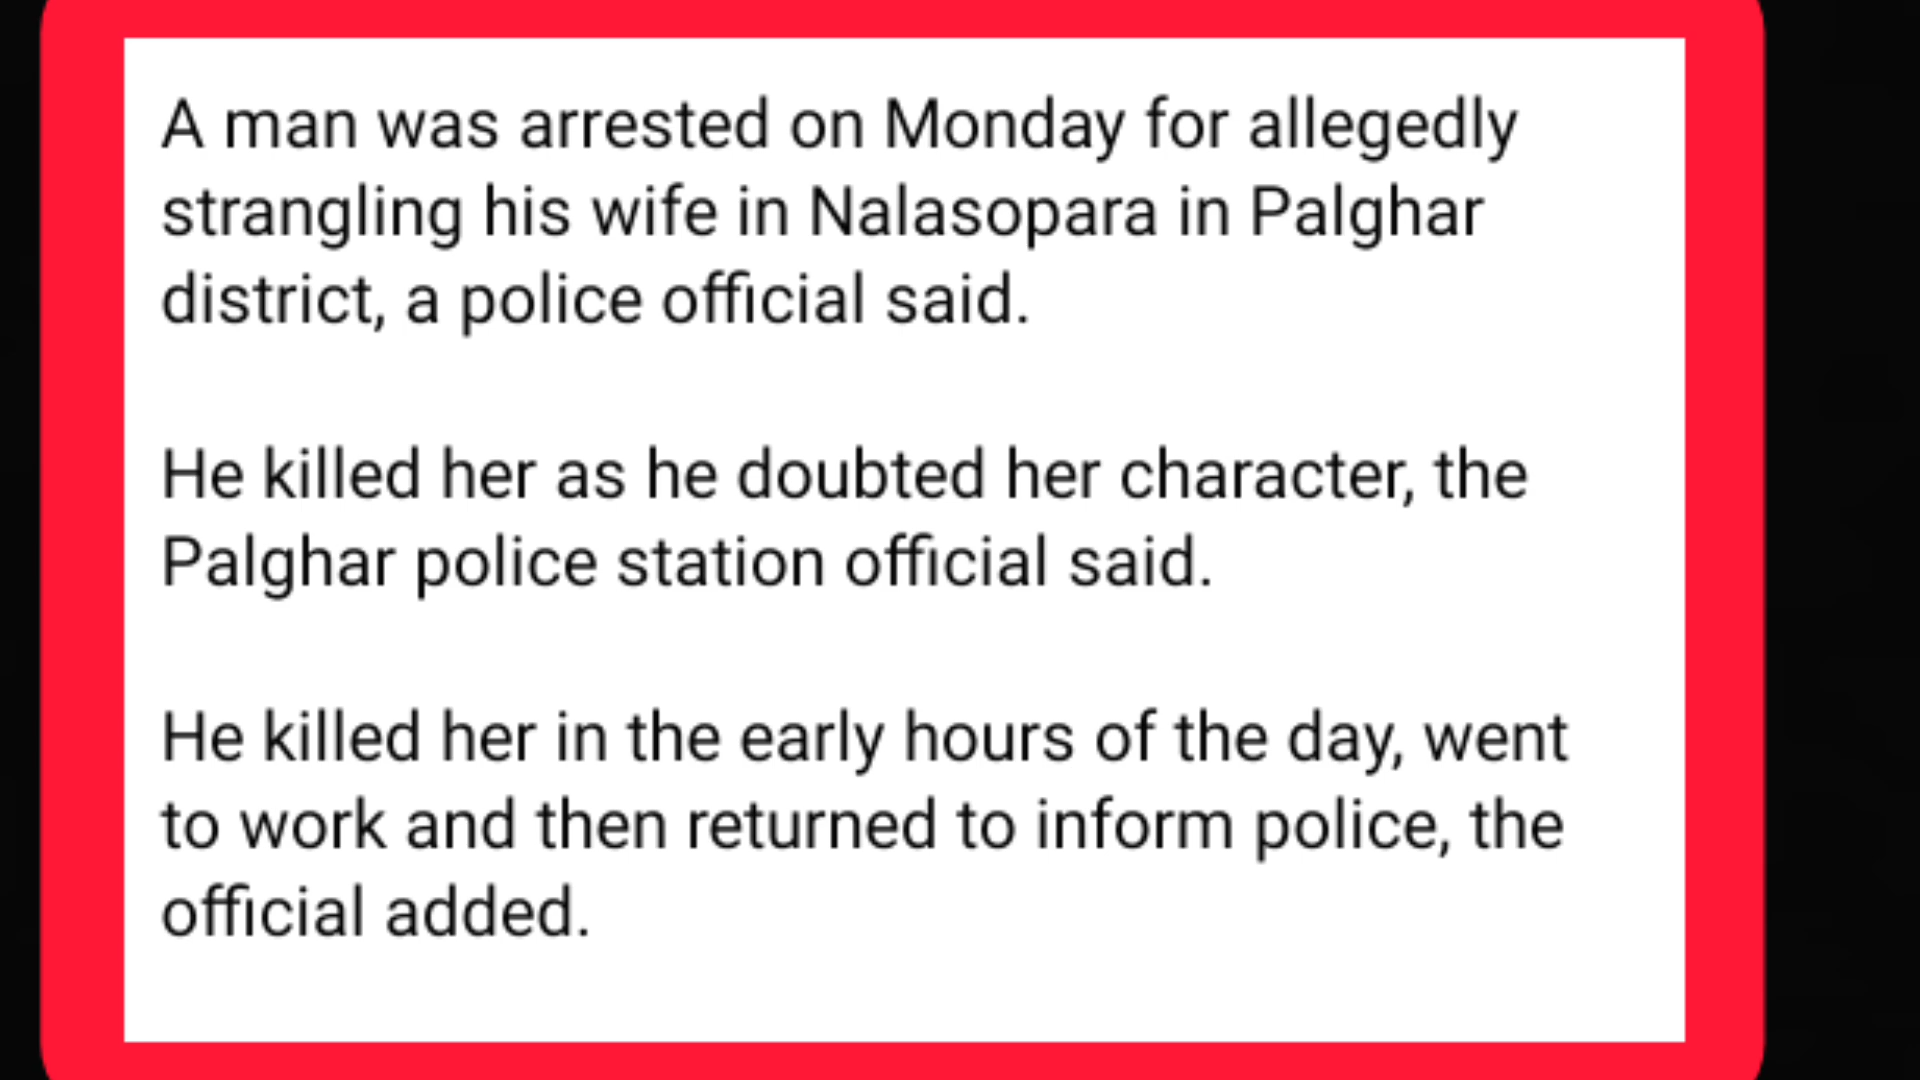 A man was arrested on Monday for allegedly
strangling his wife in Nalasopara in Palghar
district, a police official said.
He killed her as he doubted her character, the
Palghar police station official said.
He killed her in the early hours of the day, went
to work and then returned to inform police, the
official added.